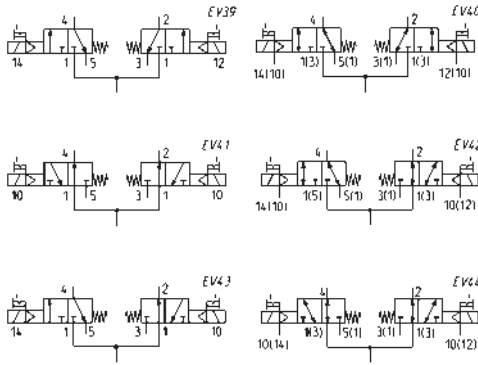 4 2 EV39
14 1 5 3 1 12
4 2 EV40
14(10) 1(3) 5(1) 3(1) 1(3) 12(10)
4 2 EV41
10 1 5 3 1 10
4 2 EV42
14(10) 1(5) 5(1) 3(1) 1(3) 10(12)
4 2 EV43
14 1 5 3 1 10
4 2 EV44
10(14) 1(3) 5(1) 3(1) 1(3) 10(12)